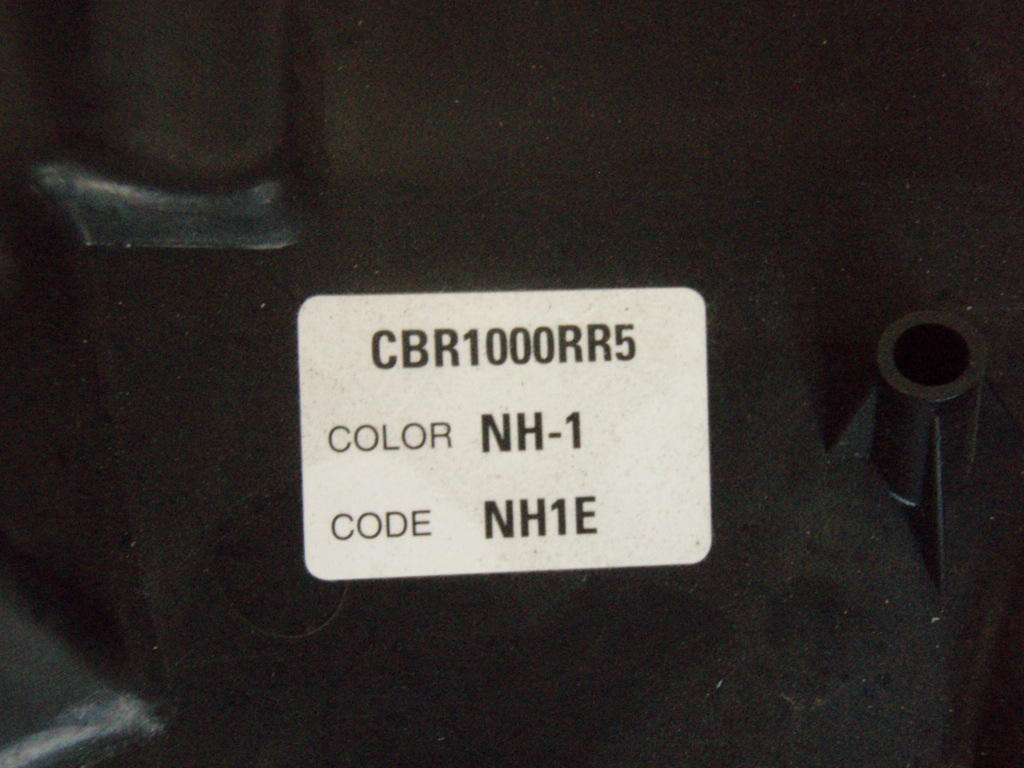 CBR1000RR5
COLOR NH-1
CODE NH1E